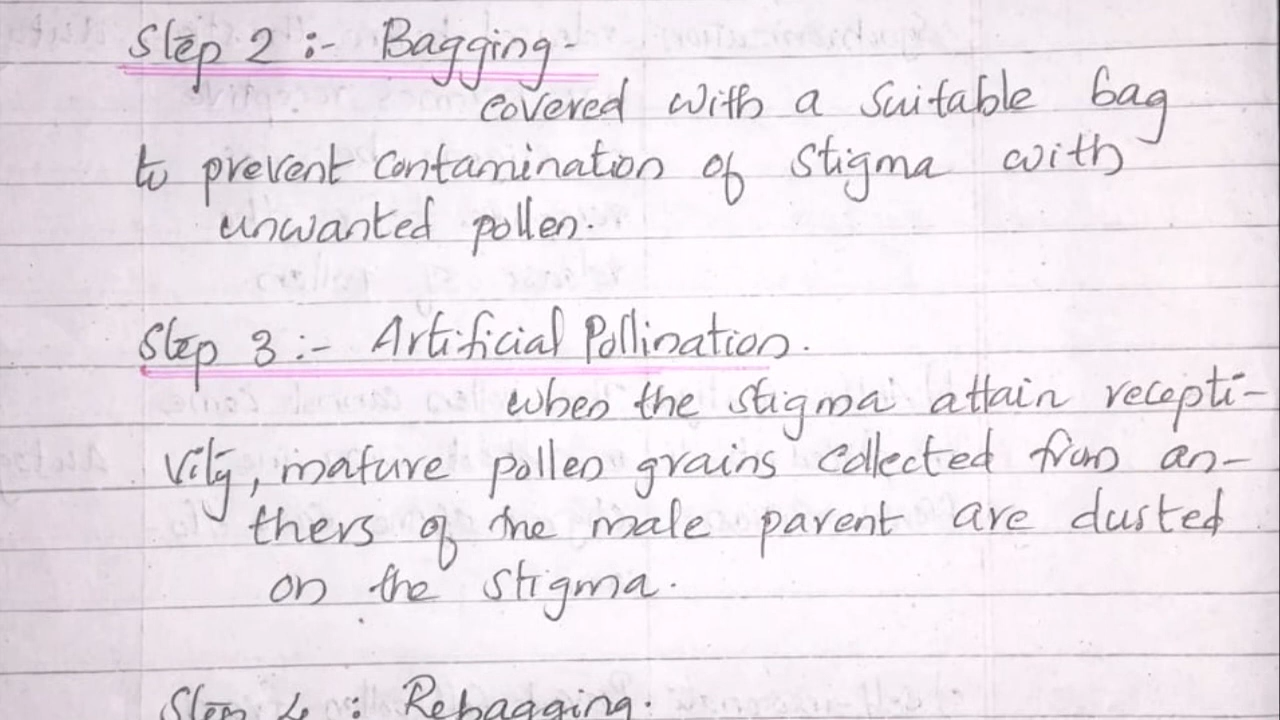 Step 2 :- Bagging-
covered with a suitable bag
to prevent contamination of stigma with
unwanted pollen.
Step 3 :- Artificial Pollination.
when the stigma attain recepti-
vity, mature pollen grains collected from an-
thers of the male parent are dusted
on the stigma.
Step 4 : Rebagging.